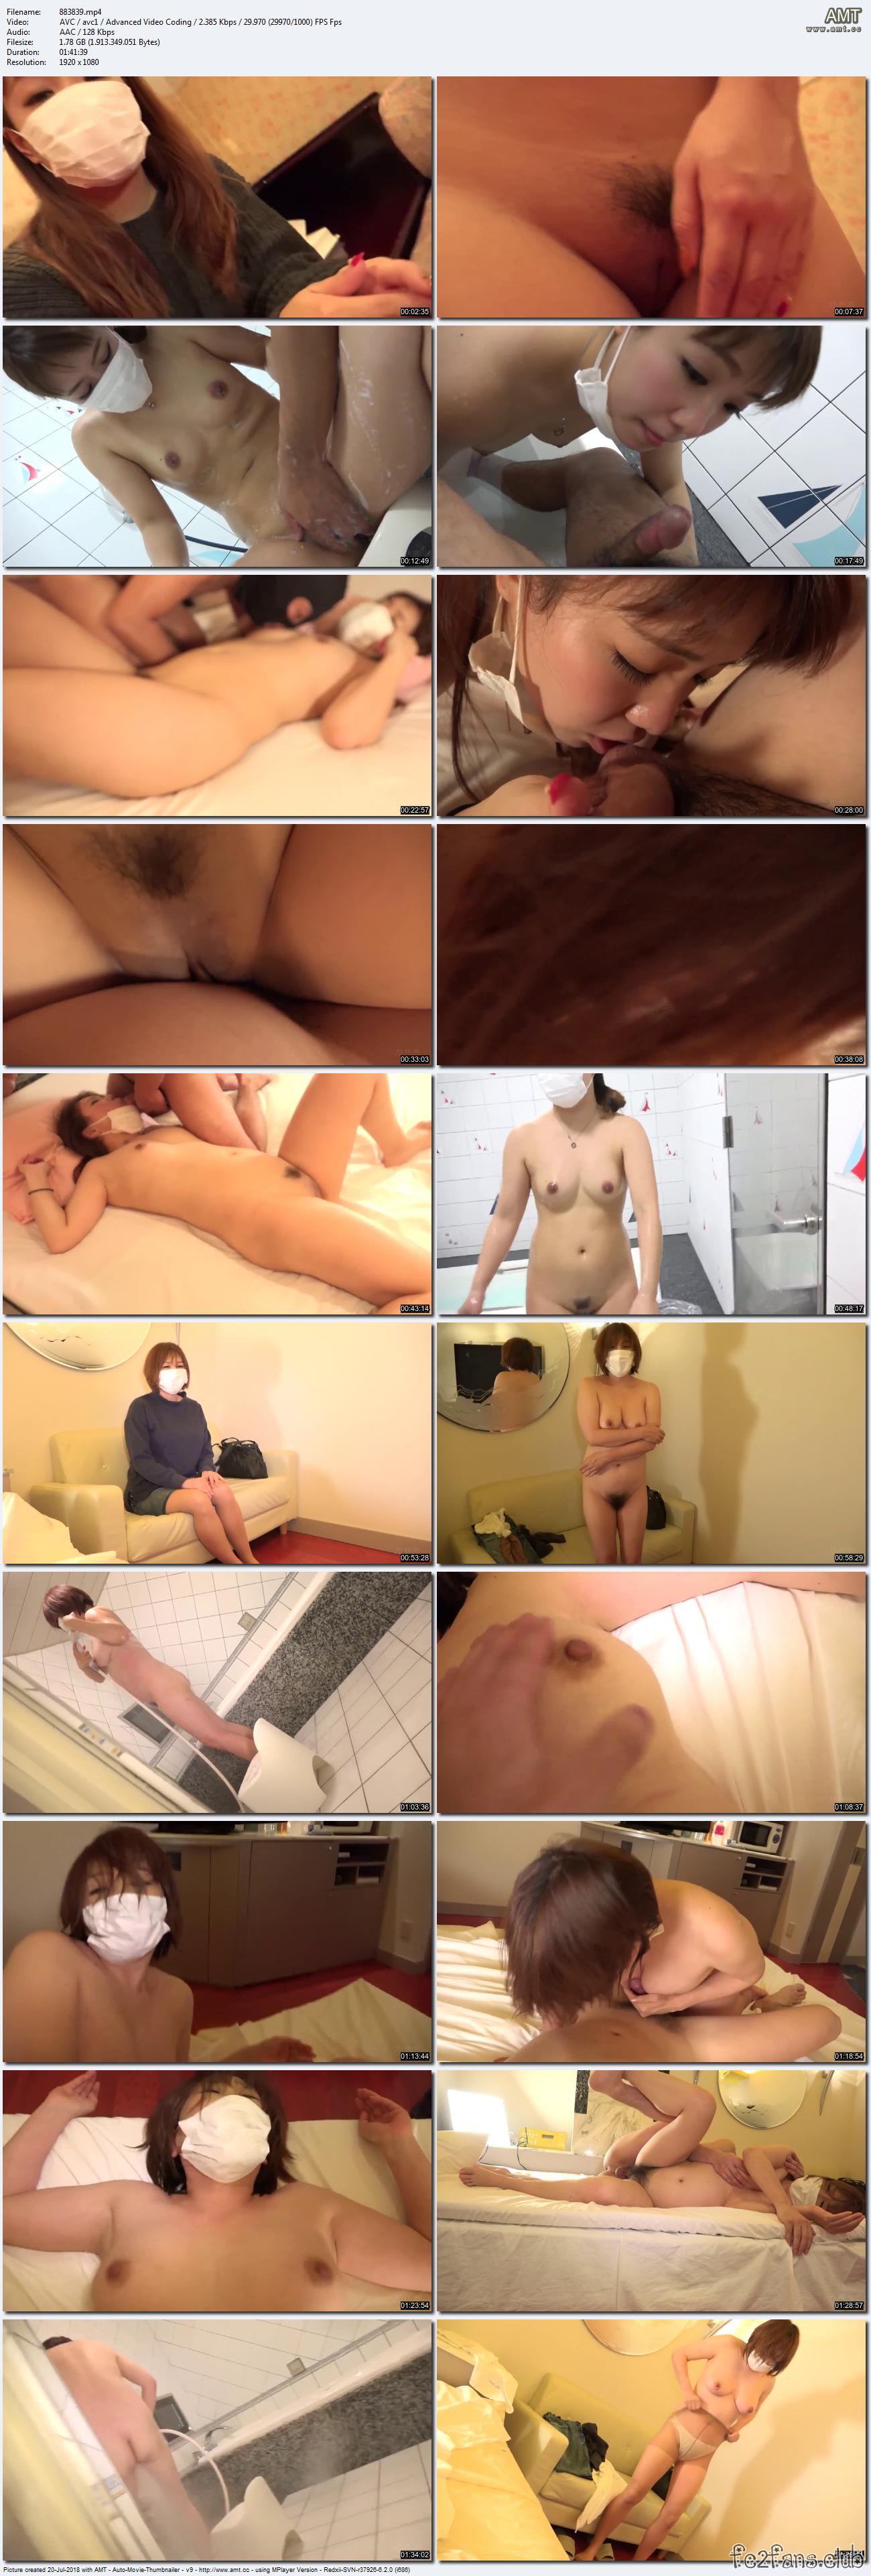 Filename: 883839.mp4
AMT
Video: AVC / avc1 / Advanced Video Coding / 2.385 Kbps / 29.970 (29970/1000) FPS Fps
www.amt.cc
Audio: AAC / 128 Kbps
Filesize: 1.78 GB (1.913.349.051 Bytes)
Duration: 01:41:39
Resolution: 1920 x 1080
00:02:35
00:07:37
00:12:49
00:17:49
00:22:57
00:28:00
00:33:03
00:38:08
00:43:14
00:48:17
00:53:28
00:58:29
01:03:36
01:08:37
01:13:44
01:18:54
01:23:54
01:28:57
01:34:02
fc2fans.club
Picture created 20-Jul-2018 with AMT - Auto-Movie-Thumbnailer - v9 - http://www.amt.cc - using MPlayer Version - Redxii-SVN-r37926-6.2.0 (i686)